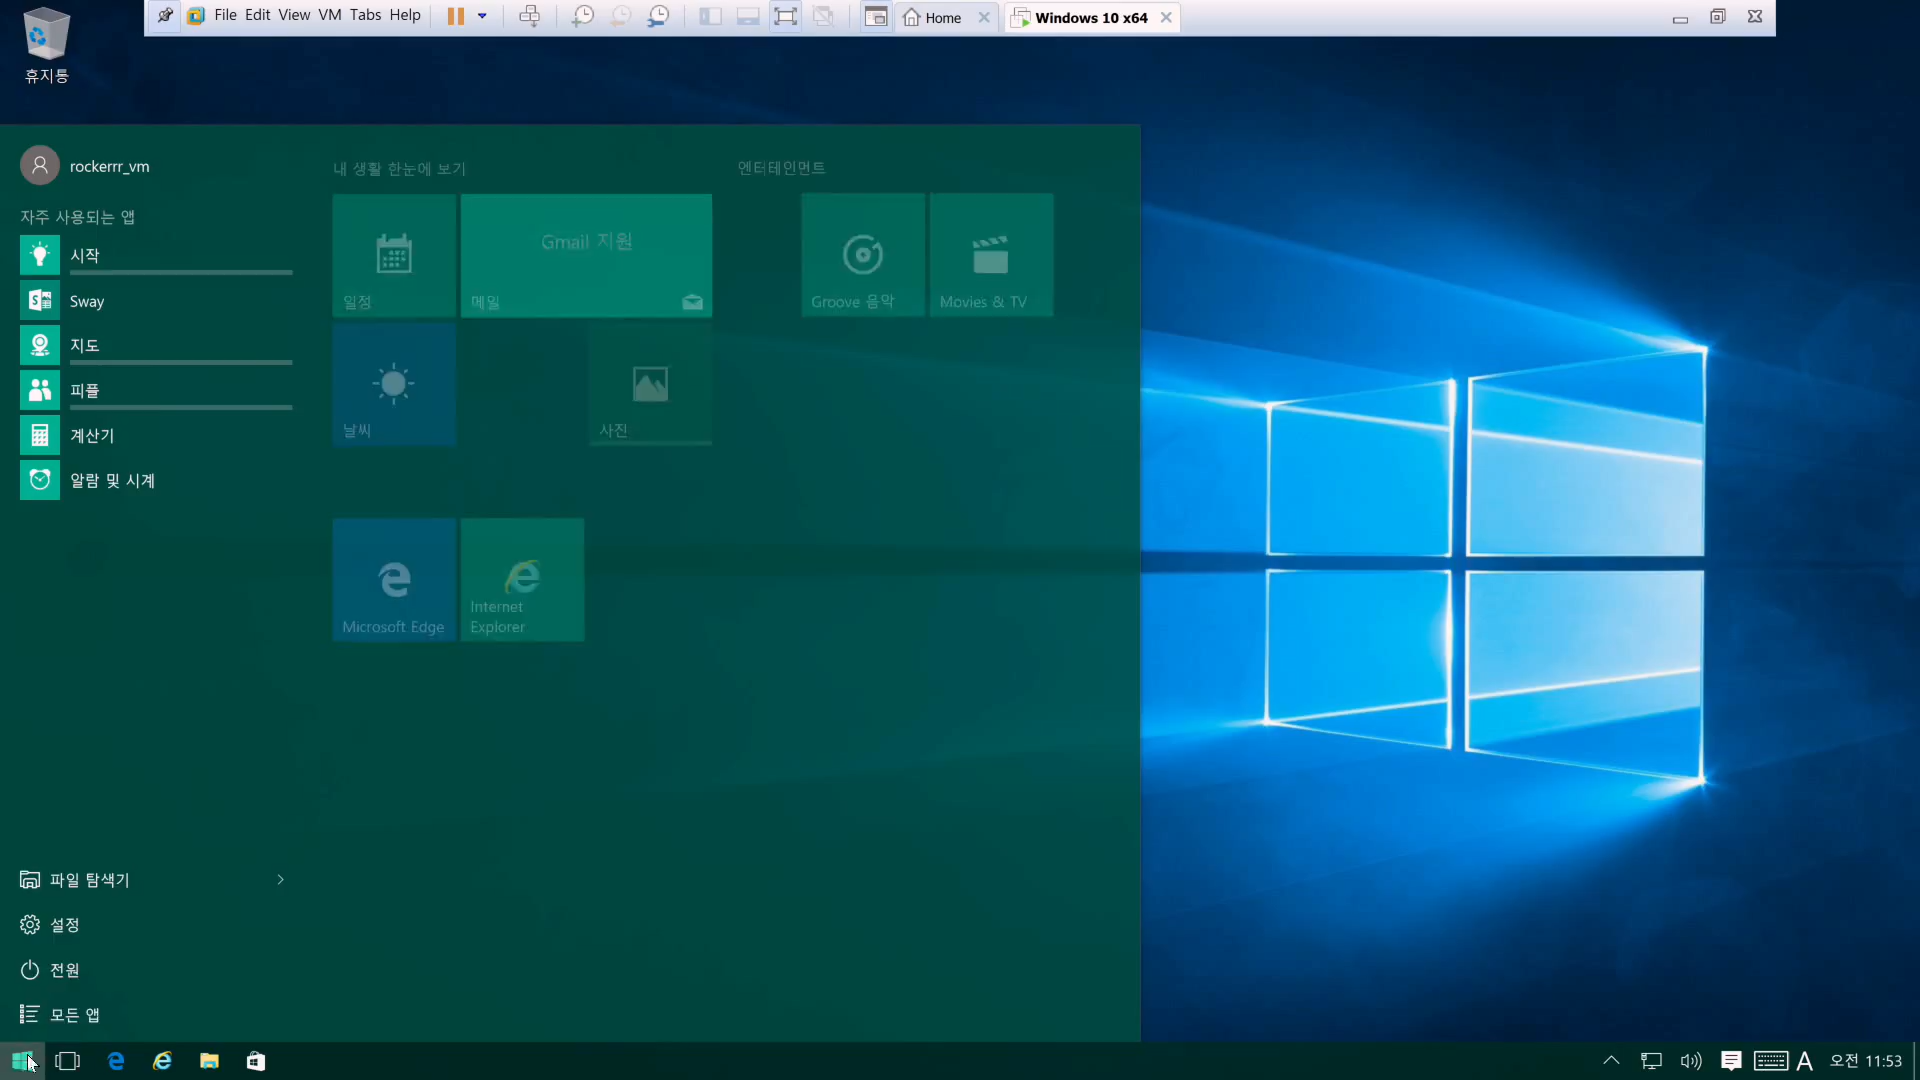 File Edit View VM Tabs Help
Home
Windows 10 x64
휴지통
rockerrr_vm
자주 사용되는 앱
시작
Sway
지도
피플
계산기
알람 및 시계
내 생활 한눈에 보기
일정
Gmail 지원
메일
날씨
사진
Microsoft Edge
Internet
Explorer
엔터테인먼트
Groove 음악
Movies & TV
파일 탐색기
설정
전원
모든 앱
A
오전 11:53